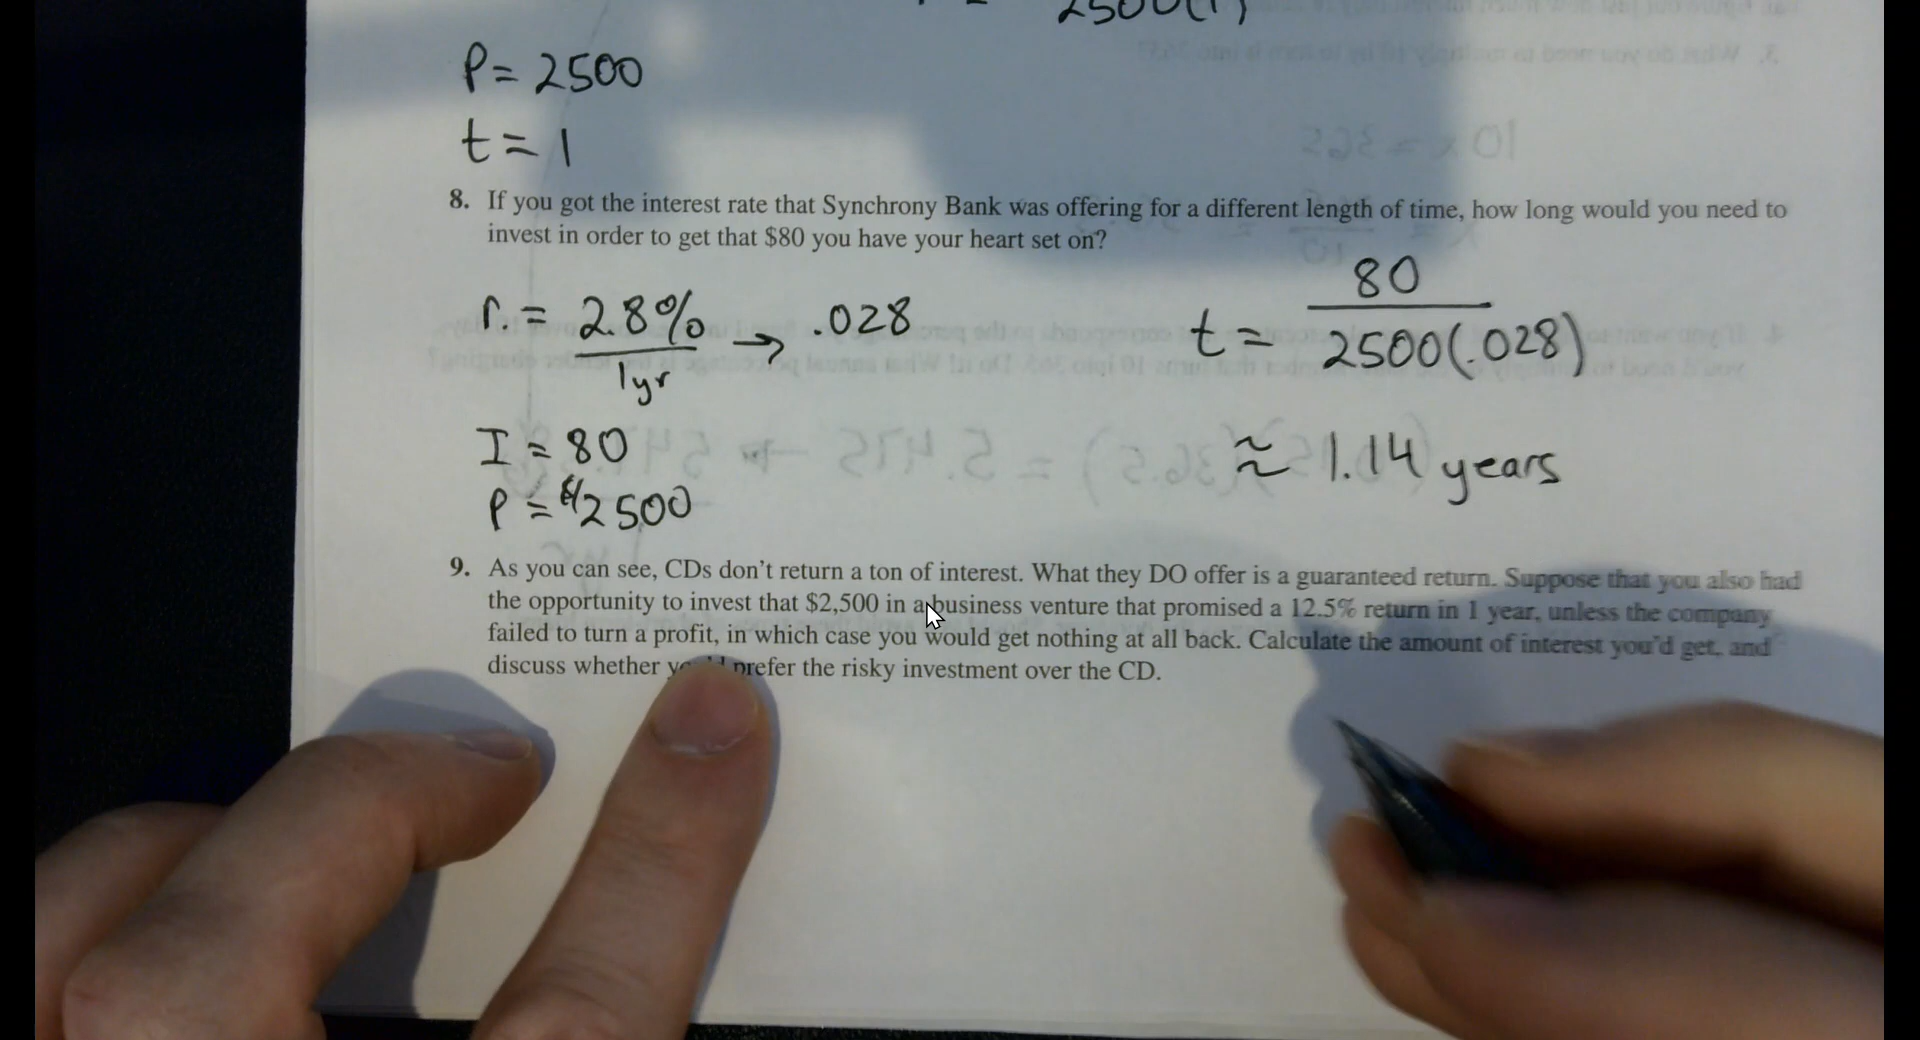 2500(1)
P = 2500
t = 1
8. If you got the interest rate that Synchrony Bank was offering for a different length of time, how long would you need to
invest in order to get that $80 you have your heart set on?
r. = 2.8% / 1yr → .028
t = 80 / 2500(.028)
I = 80
≈ 1.14 years
P = $2500
9. As you can see, CDs don't return a ton of interest. What they DO offer is a guaranteed return. Suppose that you also had
the opportunity to invest that $2,500 in a business venture that promised a 12.5% return in 1 year, unless the company
failed to turn a profit, in which case you would get nothing at all back. Calculate the amount of interest you'd get, and
discuss whether prefer the risky investment over the CD.